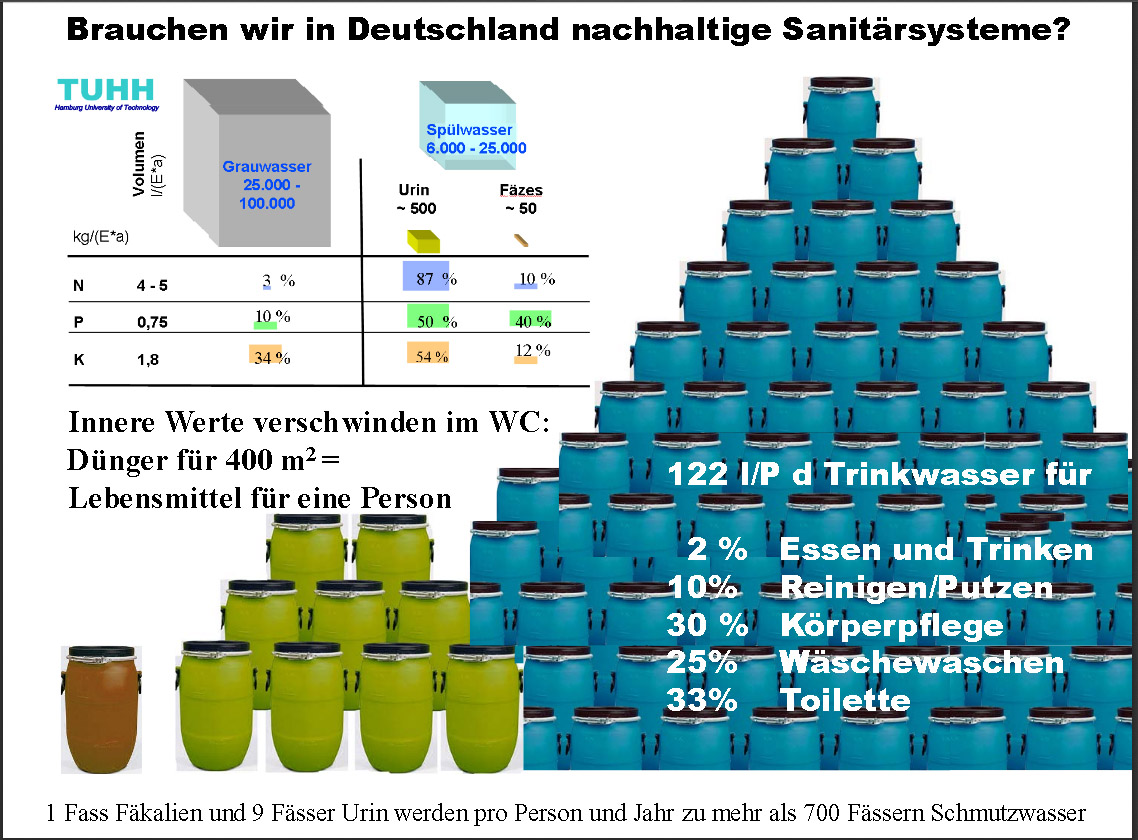 Brauchen wir in Deutschland nachhaltige Sanitärsysteme?
TUHH
Hamburg University of Technology
Volumen
l/(E*a)
Grauwasser
25.000 -
100.000
Spülwasser
6.000 - 25.000
Urin
~ 500
Fäzes
~ 50
kg/(E*a)
N 4 - 5 3 % 87 % 10 %
P 0,75 10 % 50 % 40 %
K 1,8 34 % 54 % 12 %
Innere Werte verschwinden im WC:
Dünger für 400 m² =
Lebensmittel für eine Person
122 l/P d Trinkwasser für
2 % Essen und Trinken
10% Reinigen/Putzen
30 % Körperpflege
25% Wäschewaschen
33% Toilette
1 Fass Fäkalien und 9 Fässer Urin werden pro Person und Jahr zu mehr als 700 Fässern Schmutzwasser